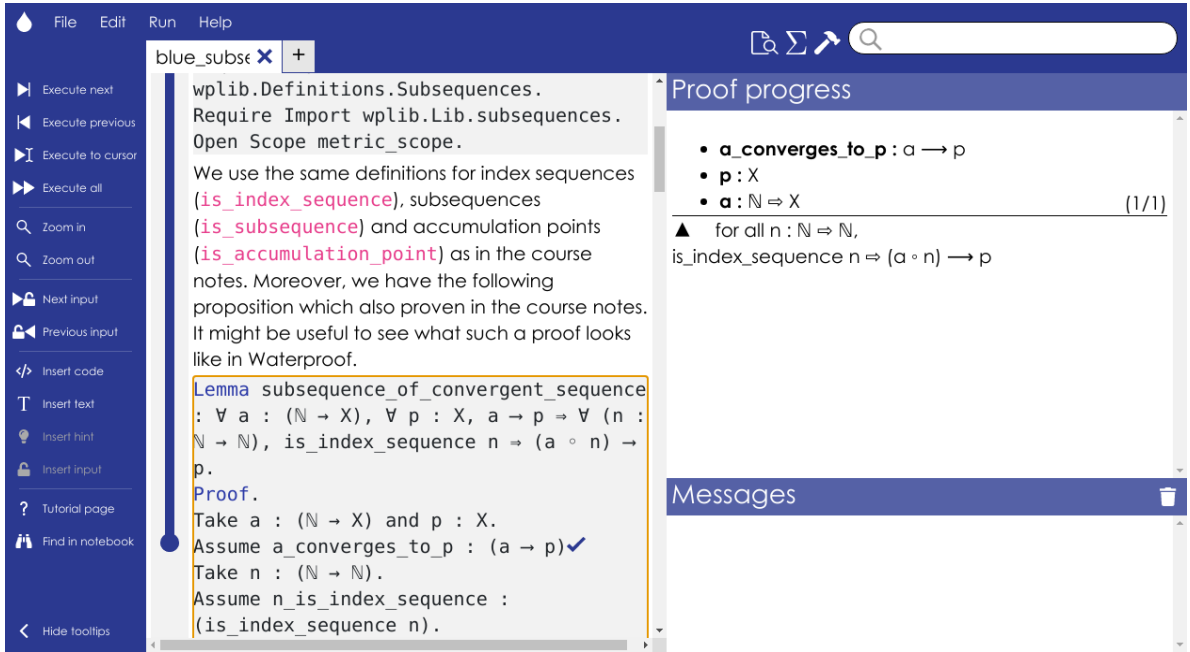 File Edit Run Help
blue_subse
+
Execute next
Execute previous
Execute to cursor
Execute all
Zoom in
Zoom out
Next input
Previous input
Insert code
Insert text
Insert hint
Insert input
Tutorial page
Find in notebook
Hide tooltips
wplib.Definitions.Subsequences.
Require Import wplib.Lib.subsequences.
Open Scope metric_scope.
We use the same definitions for index sequences
(is_index_sequence), subsequences
(is_subsequence) and accumulation points
(is_accumulation_point) as in the course
notes. Moreover, we have the following
proposition which also proven in the course notes.
It might be useful to see what such a proof looks
like in Waterproof.
Lemma subsequence_of_convergent_sequence
: ∀ a : (ℕ → X), ∀ p : X, a → p ⇒ ∀ (n :
ℕ → ℕ), is_index_sequence n ⇒ (a ◦ n) →
p.
Proof.
Take a : (ℕ → X) and p : X.
Assume a_converges_to_p : (a → p)✔
Take n : (ℕ → ℕ).
Assume n_is_index_sequence :
(is_index_sequence n).
Proof progress
• a_converges_to_p : a ⟶ p
• p : X
• a : ℕ ⇨ X
(1/1)
▲ for all n : ℕ ⇨ ℕ,
is_index_sequence n ⇨ (a ∘ n) ⟶ p
Messages